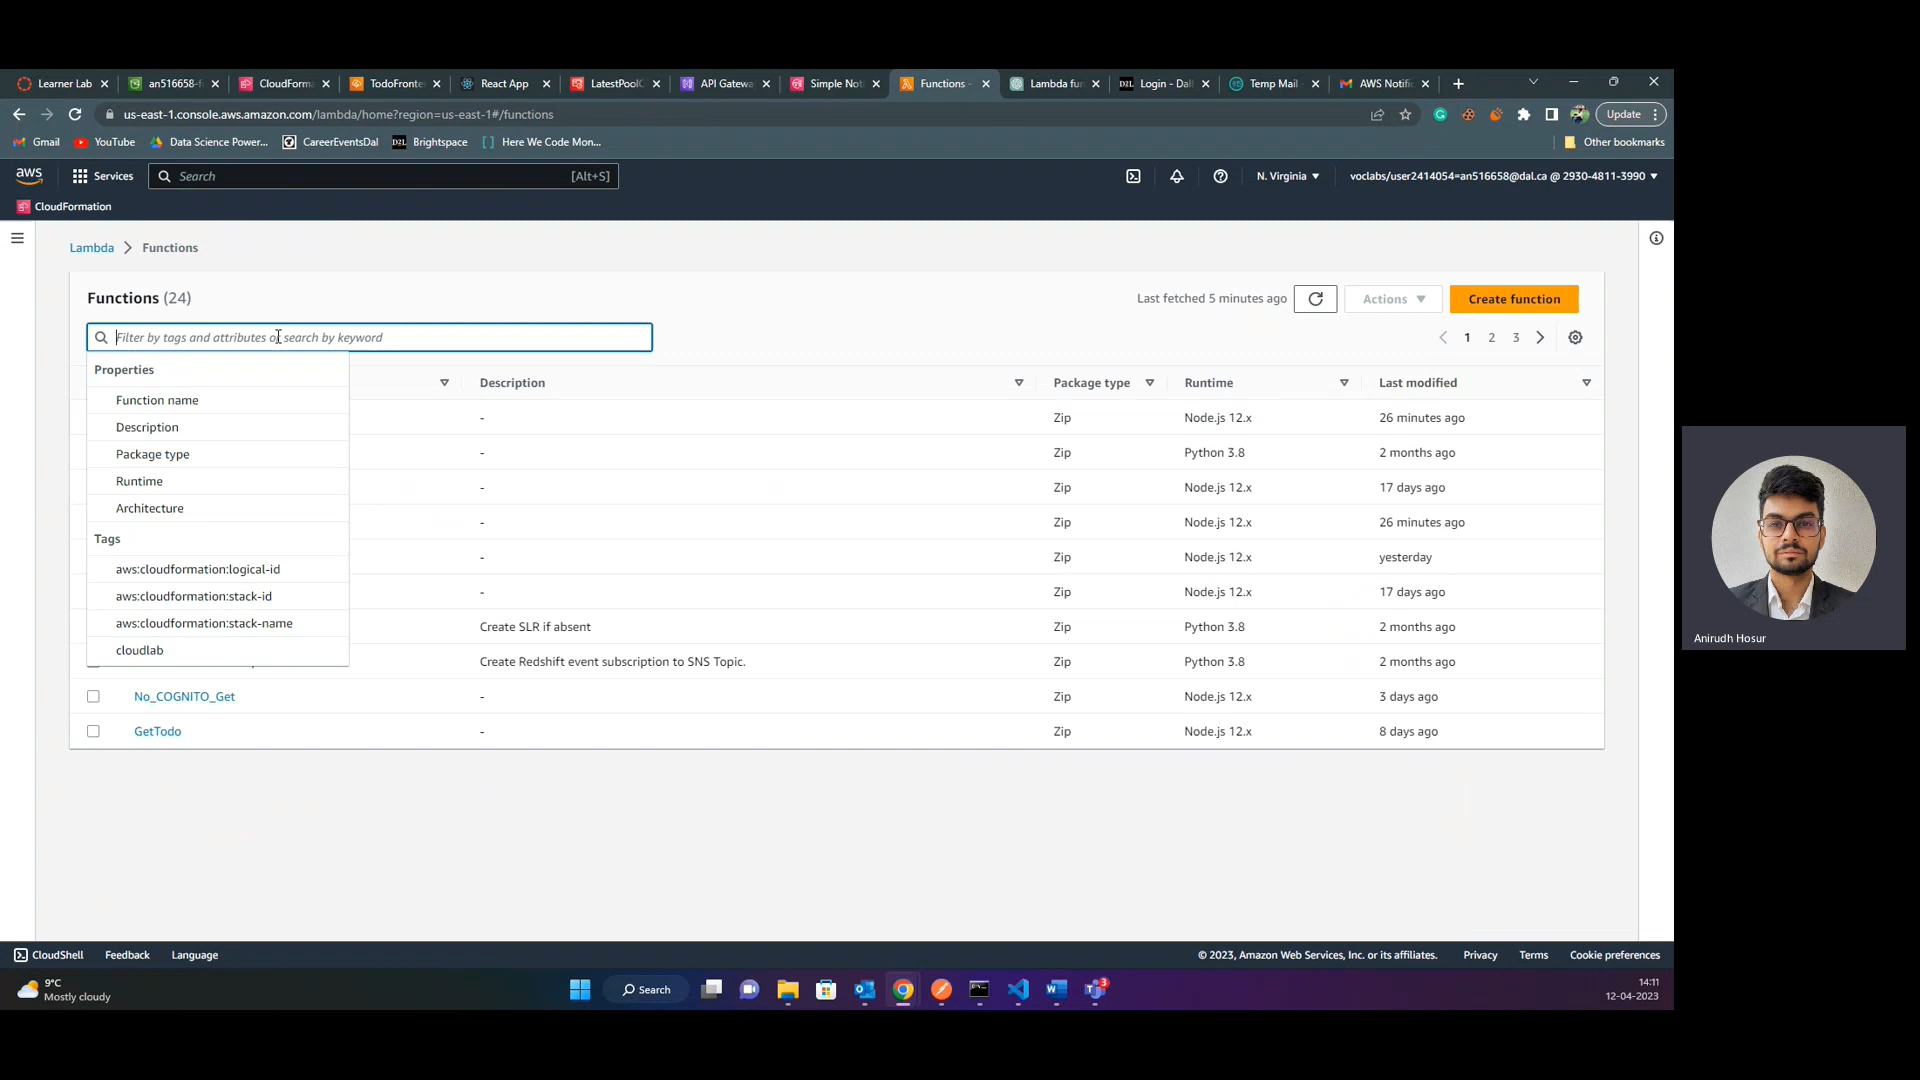 Learner Lab
an516658-f
CloudForm
TodoFronte
React App
LatestPoolC
API Gatewa
Simple Not
Functions -
Lambda fun
D2L Login - Dal
Temp Mail
AWS Notific
us-east-1.console.aws.amazon.com/lambda/home?region=us-east-1#/functions
Update
Gmail
YouTube
Data Science Power...
CareerEventsDal
D2L Brightspace
Here We Code Mon...
Other bookmarks
aws
Services
Search
[Alt+S]
N. Virginia
voclabs/user2414054=an516658@dal.ca @ 2930-4811-3990
CloudFormation
Lambda > Functions
Functions (24)
Last fetched 5 minutes ago
Actions
Create function
Filter by tags and attributes or search by keyword
1 2 3
Properties
Function name
Description
Package type
Runtime
Architecture
Tags
aws:cloudformation:logical-id
aws:cloudformation:stack-id
aws:cloudformation:stack-name
cloudlab
Description Package type Runtime Last modified
- Zip Node.js 12.x 26 minutes ago
- Zip Python 3.8 2 months ago
- Zip Node.js 12.x 17 days ago
- Zip Node.js 12.x 26 minutes ago
- Zip Node.js 12.x yesterday
- Zip Node.js 12.x 17 days ago
Create SLR if absent Zip Python 3.8 2 months ago
Create Redshift event subscription to SNS Topic. Zip Python 3.8 2 months ago
No_COGNITO_Get - Zip Node.js 12.x 3 days ago
GetTodo - Zip Node.js 12.x 8 days ago
Anirudh Hosur
CloudShell
Feedback
Language
© 2023, Amazon Web Services, Inc. or its affiliates.
Privacy
Terms
Cookie preferences
9°C
Mostly cloudy
Search
3
14:11
12-04-2023